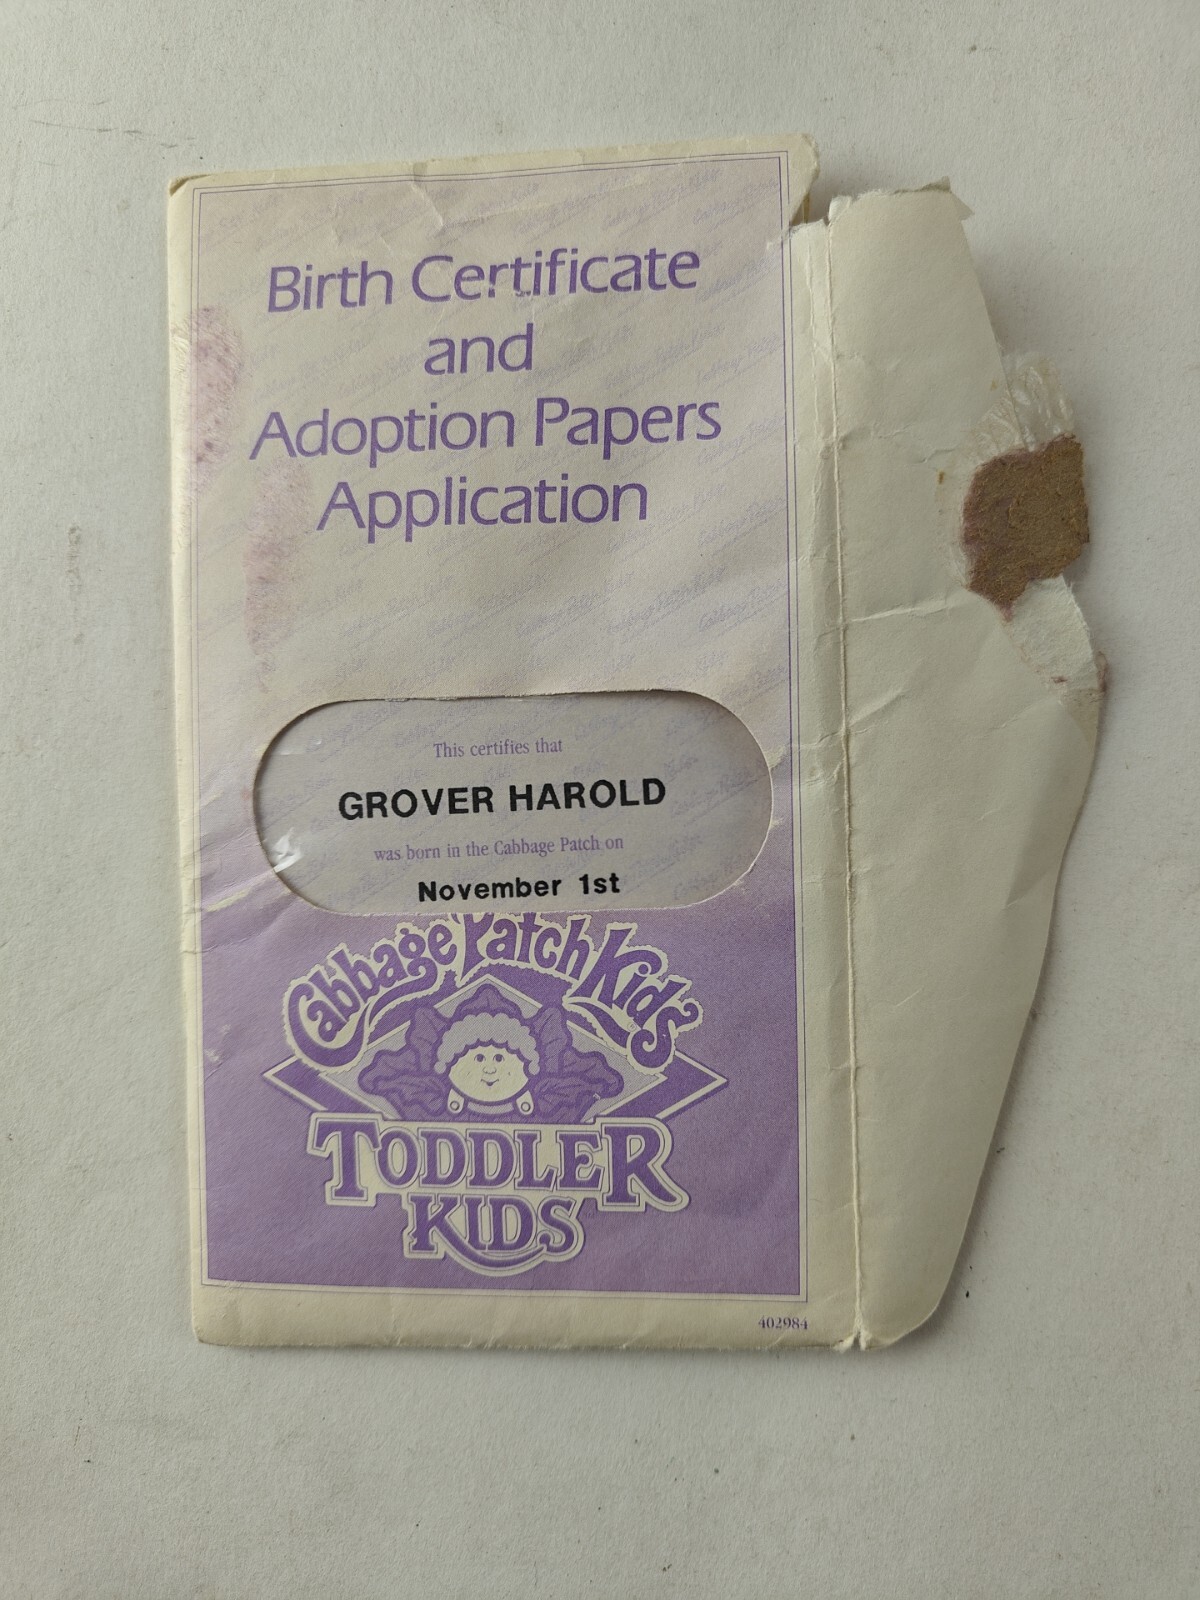 Birth Certificate
and
Adoption Papers
Application
This certifies that
GROVER HAROLD
was born in the Cabbage Patch on
November 1st
Cabbage Patch Kids
TODDLER
KIDS
402984